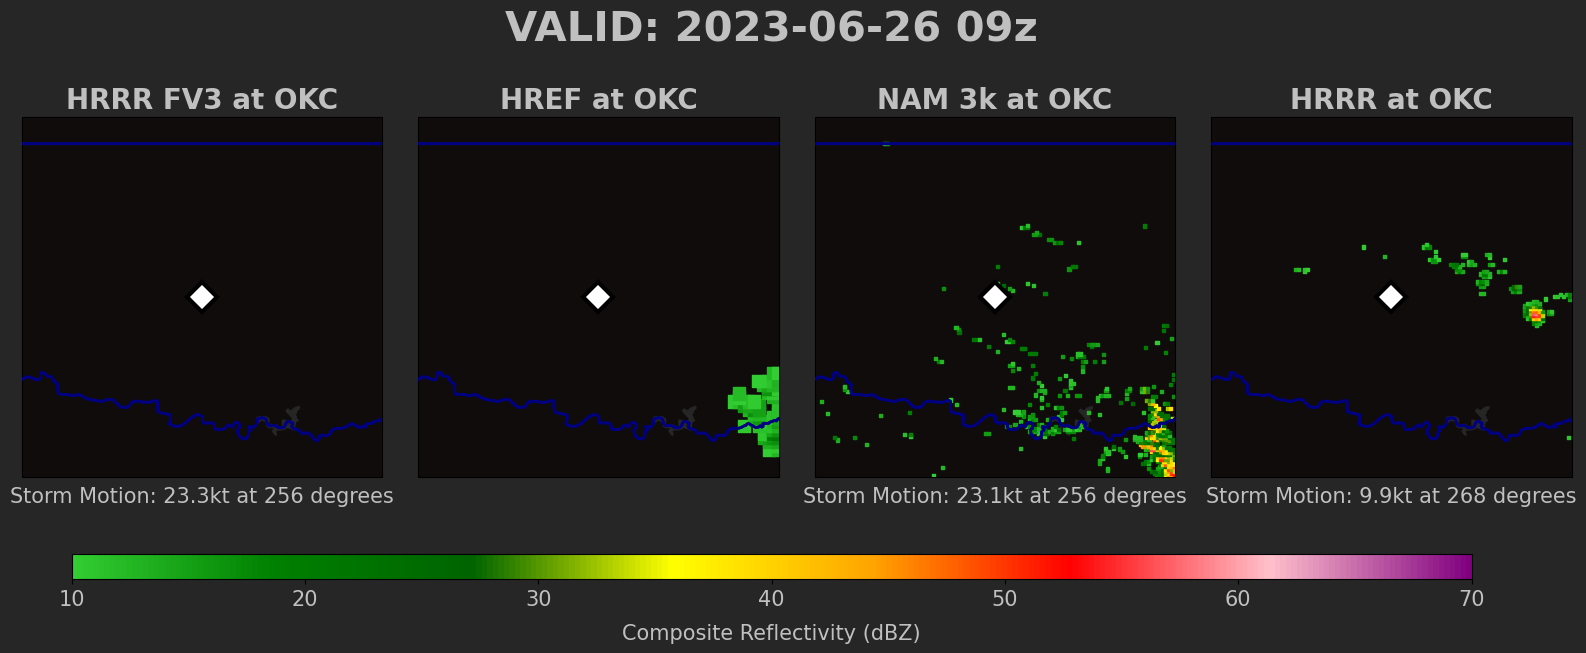 VALID: 2023-06-26 09z
HRRR FV3 at OKC
HREF at OKC
NAM 3k at OKC
HRRR at OKC
Storm Motion: 23.3kt at 256 degrees
Storm Motion: 23.1kt at 256 degrees
Storm Motion: 9.9kt at 268 degrees
10 20 30 40 50 60 70
Composite Reflectivity (dBZ)